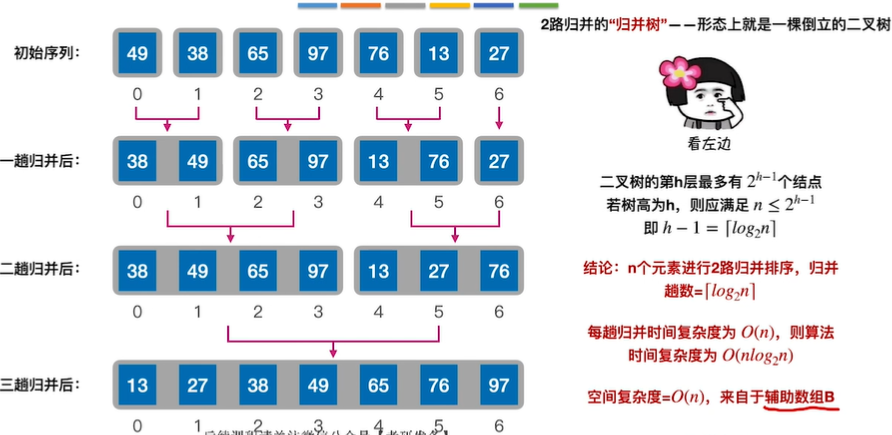 2路归并的“归并树”——形态上就是一棵倒立的二叉树
初始序列：
49 38 65 97 76 13 27
0 1 2 3 4 5 6
一趟归并后：
38 49 65 97 13 76 27
0 1 2 3 4 5 6
二趟归并后：
38 49 65 97 13 27 76
0 1 2 3 4 5 6
三趟归并后：
13 27 38 49 65 76 97
0 1 2 3 4 5 6
看左边
二叉树的第h层最多有 2^{h−1}个结点
若树高为h，则应满足 n ≤ 2^{h−1}
即 h − 1 = ⌈log₂n⌉
结论：n个元素进行2路归并排序，归并
趟数=⌈log₂n⌉
每趟归并时间复杂度为 O(n)，则算法
时间复杂度为 O(nlog₂n)
空间复杂度=O(n)，来自于辅助数组B